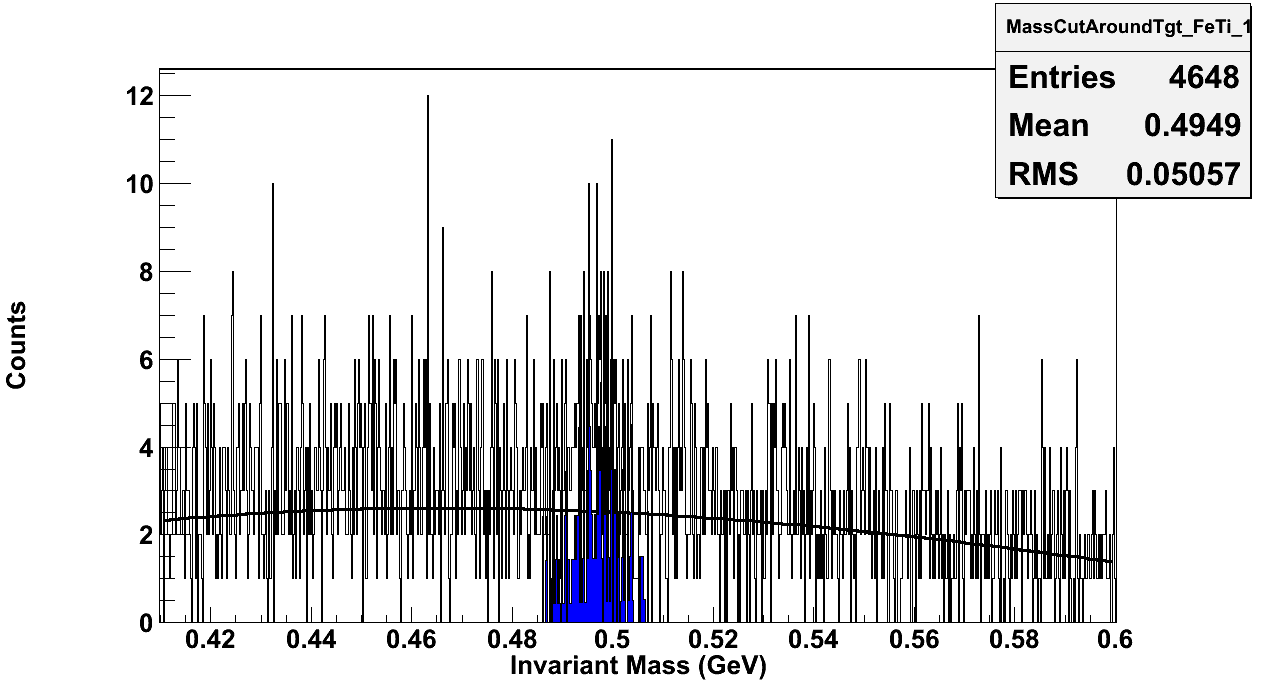 MassCutAroundTgt_FeTi_1
Entries 4648
Mean 0.4949
RMS 0.05057
12
10
8
6
4
2
0
Counts
0.42 0.44 0.46 0.48 0.5 0.52 0.54 0.56 0.58 0.6
Invariant Mass (GeV)